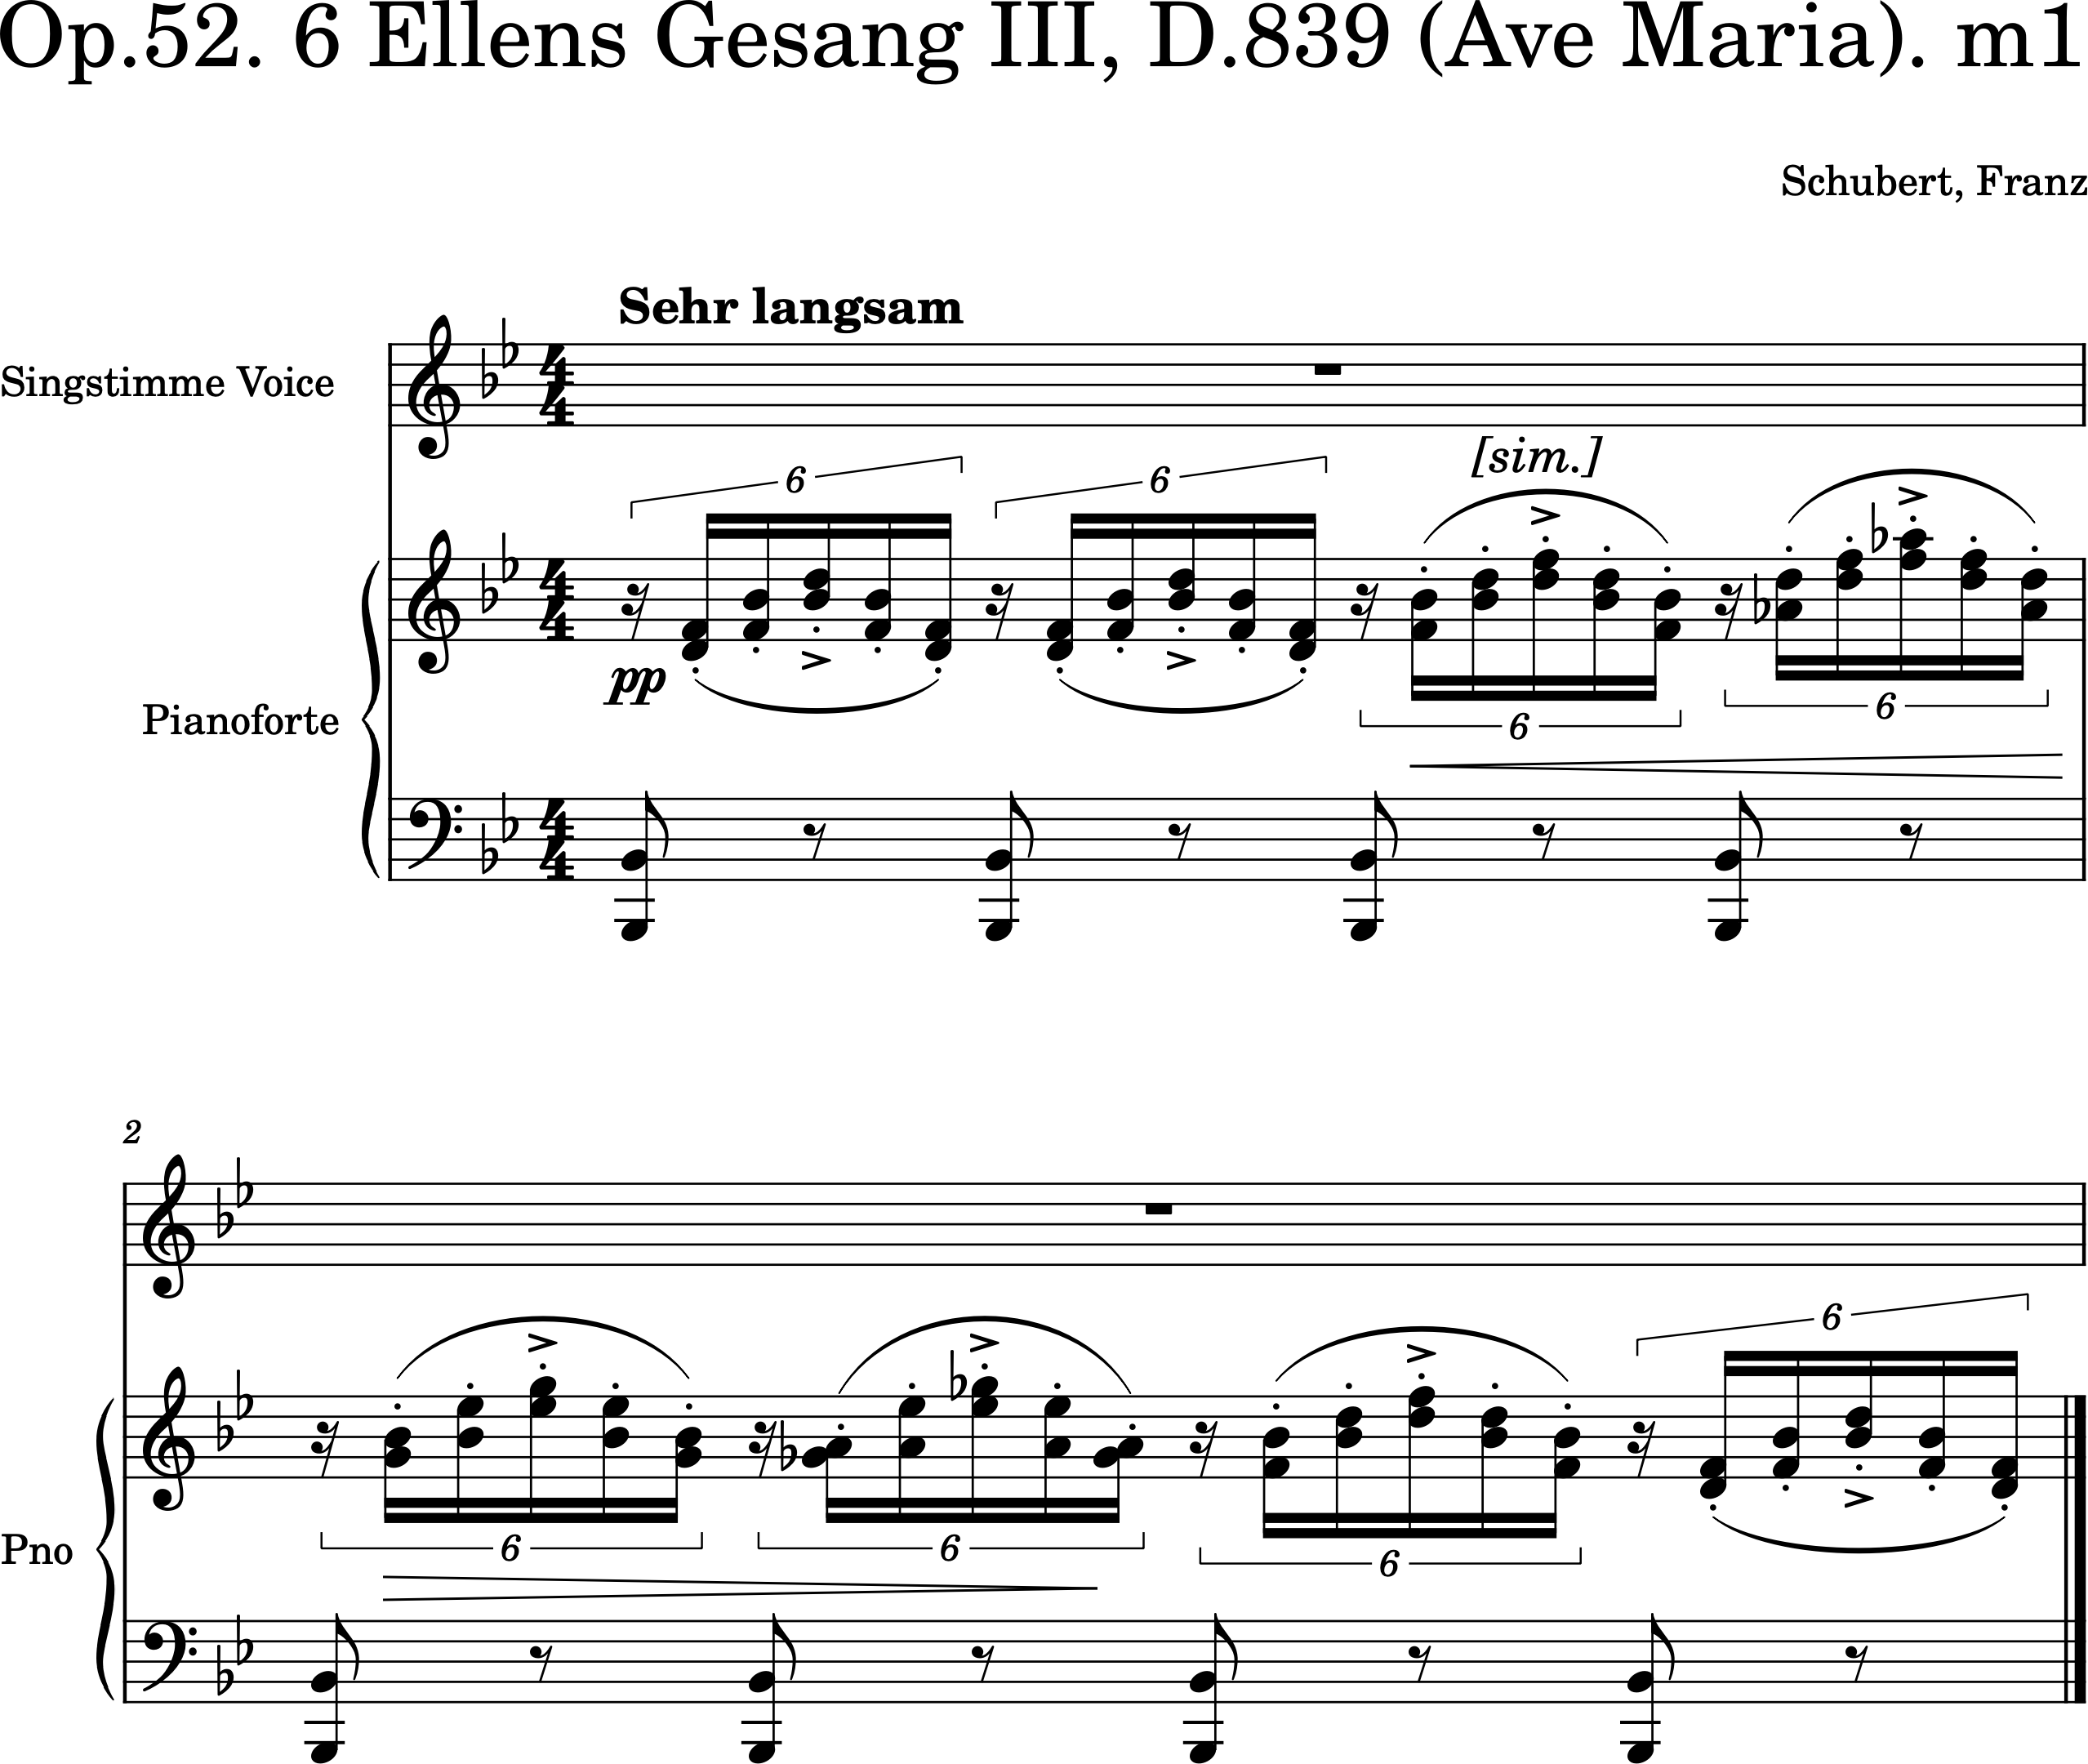 Op.52. 6 Ellens Gesang III, D.839 (Ave Maria). m1
Schubert, Franz
Sehr langsam
Singstimme Voice
[sim.]
6 6
pp
Pianoforte
6 6
2
6
Pno
6 6 6